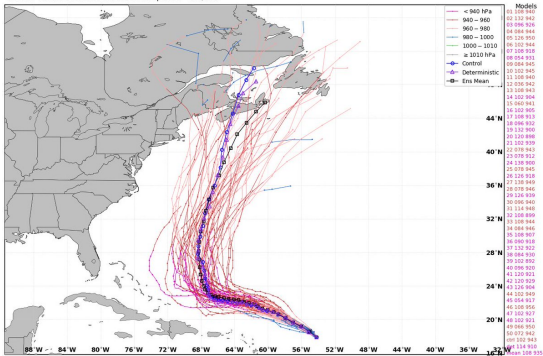 Models
< 940 hPa
940 − 960
960 − 980
980 − 1000
1000 − 1010
≥ 1010 hPa
Control
Deterministic
Ens Mean
01 108 940
02 132 942
03 096 926
04 084 944
05 126 950
06 102 944
07 108 918
08 054 931
09 084 945
10 102 945
11 108 940
12 036 942
13 108 943
14 102 904
15 060 941
16 102 905
17 108 913
18 096 932
19 132 900
20 120 898
21 102 939
22 078 943
23 078 912
24 138 900
25 078 945
26 126 918
27 138 949
28 078 946
29 132 909
30 096 940
31 114 948
32 108 899
33 108 944
34 084 946
35 108 907
36 090 918
37 132 922
38 084 930
39 102 892
40 096 920
41 120 921
42 120 929
43 126 904
44 102 949
45 054 917
46 108 956
47 102 927
48 102 921
49 066 950
50 072 942
ctrl 102 943
det 114 910
mean 108 935
44°N
40°N
36°N
32°N
28°N
24°N
20°N
16°N
88°W
84°W
80°W
76°W
72°W
68°W
64°W
60°W
56°W
52°W
48°W
44°W
40°W
36°W